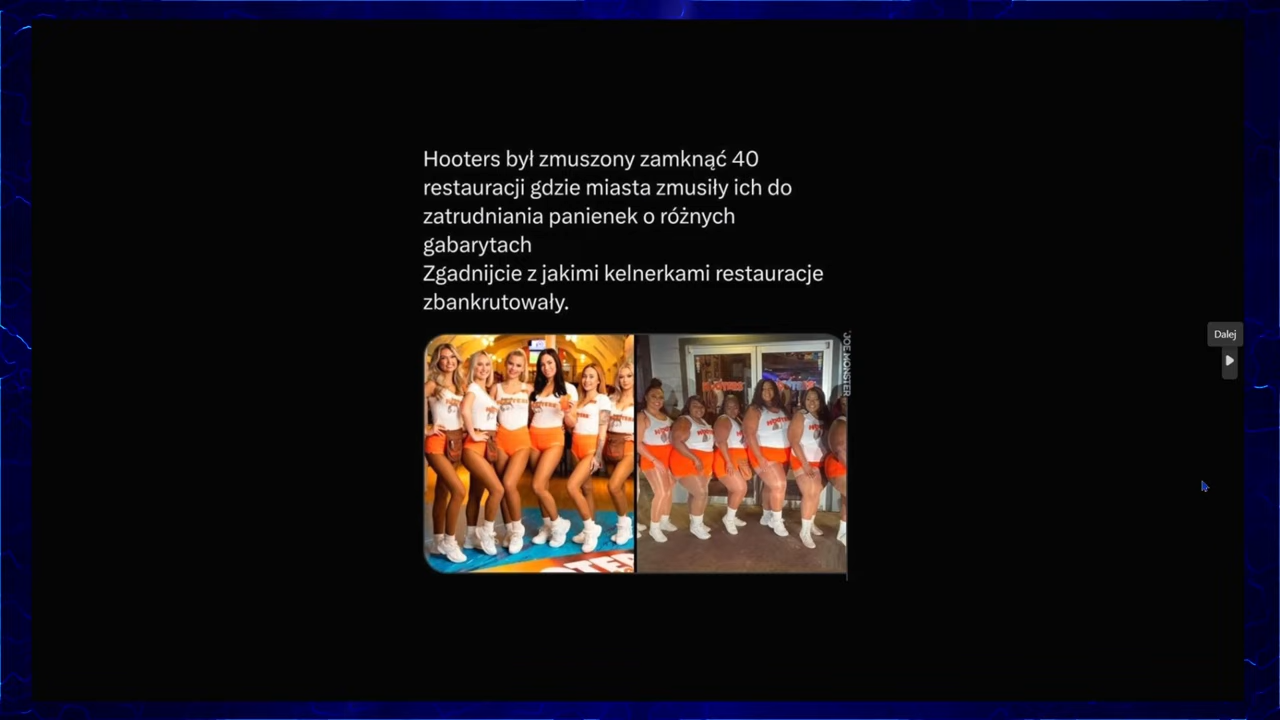 Hooters był zmuszony zamknąć 40
restauracji gdzie miasta zmusiły ich do
zatrudniania panienek o różnych
gabarytach
Zgadnijcie z jakimi kelnerkami restauracje
zbankrutowały.
JOE MONSTER
Dalej